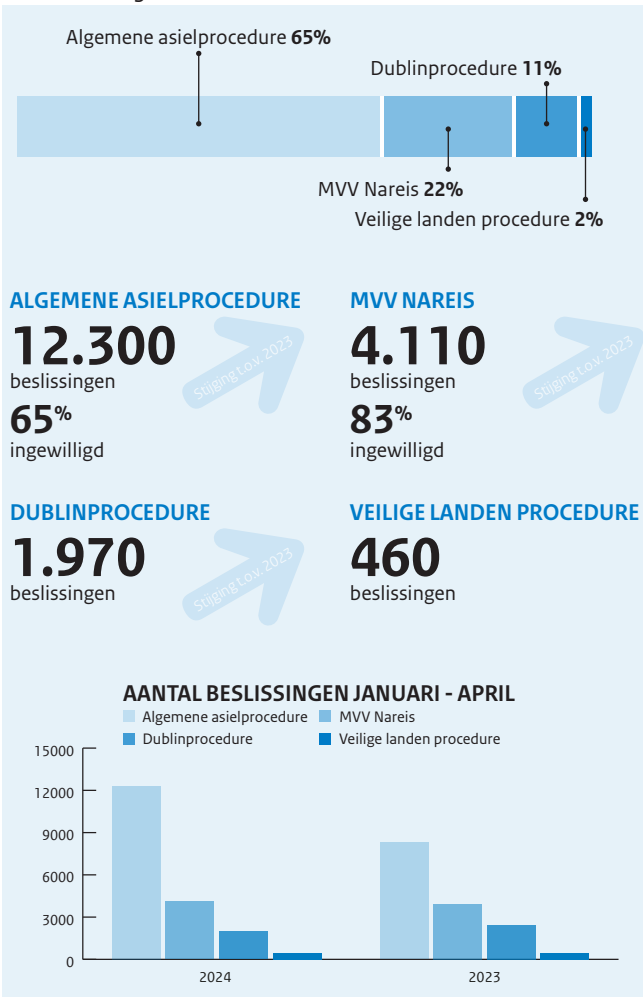 Algemene asielprocedure 65%
Dublinprocedure 11%
MVV Nareis 22%
Veilige landen procedure 2%
ALGEMENE ASIELPROCEDURE
12.300
beslissingen
65%
ingewilligd
Stijging t.o.v. 2023
MVV NAREIS
4.110
beslissingen
83%
ingewilligd
Stijging t.o.v. 2023
DUBLINPROCEDURE
1.970
beslissingen
Stijging t.o.v. 2023
VEILIGE LANDEN PROCEDURE
460
beslissingen
AANTAL BESLISSINGEN JANUARI - APRIL
Algemene asielprocedure MVV Nareis
Dublinprocedure Veilige landen procedure
15000
12000
9000
6000
3000
0
2024 2023